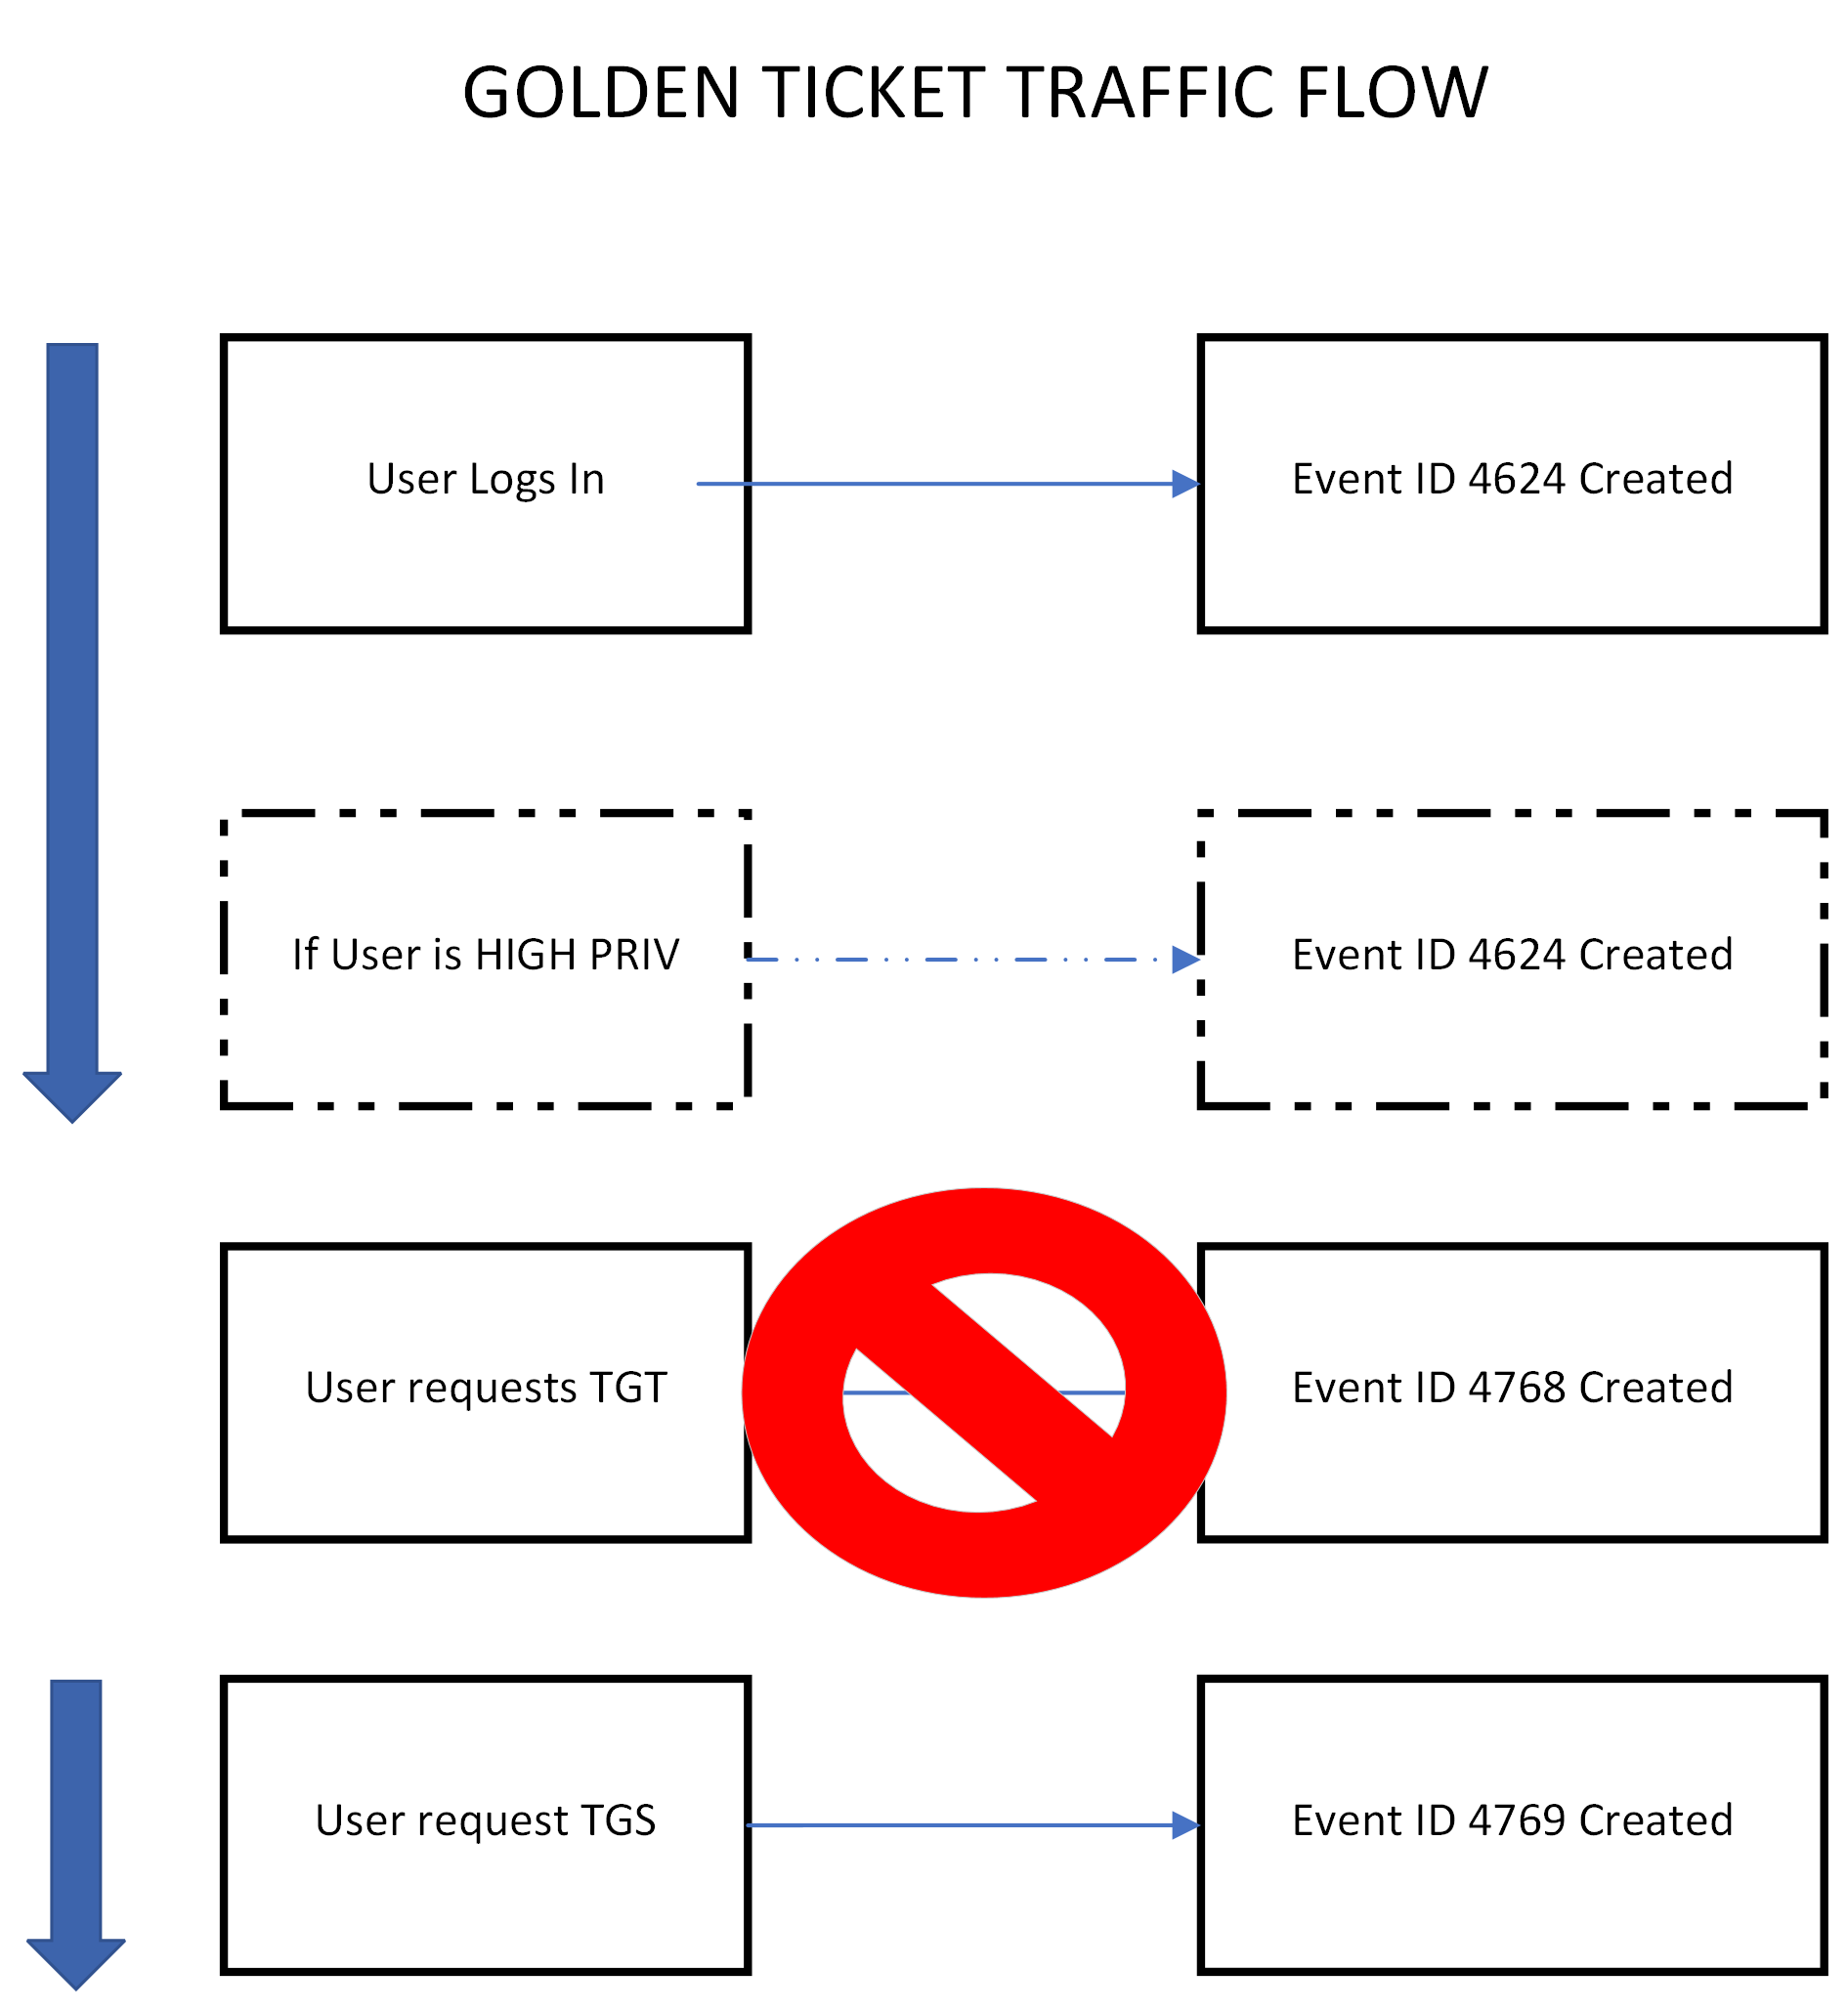 GOLDEN TICKET TRAFFIC FLOW
User Logs In
Event ID 4624 Created
If User is HIGH PRIV
Event ID 4624 Created
User requests TGT
Event ID 4768 Created
User request TGS
Event ID 4769 Created